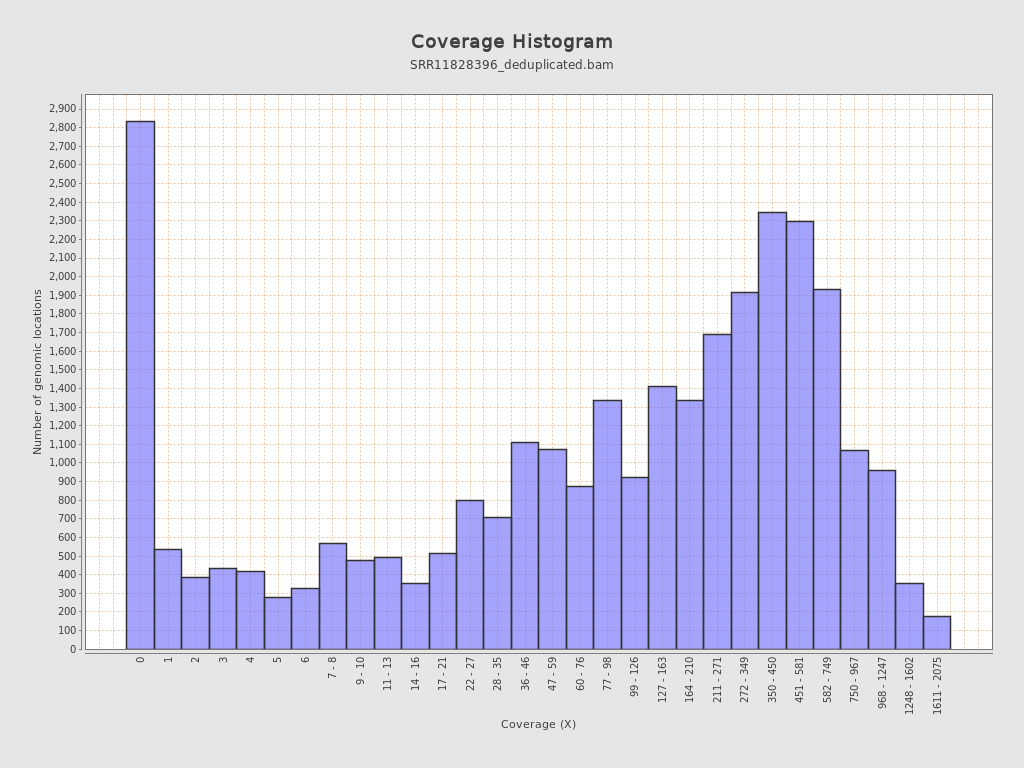 Coverage Histogram
SRR11828396_deduplicated.bam
Number of genomic locations
2,900
2,800
2,700
2,600
2,500
2,400
2,300
2,200
2,100
2,000
1,900
1,800
1,700
1,600
1,500
1,400
1,300
1,200
1,100
1,000
900
800
700
600
500
400
300
200
100
0
0
1
2
3
4
5
6
7 - 8
9 - 10
11 - 13
14 - 16
17 - 21
22 - 27
28 - 35
36 - 46
47 - 59
60 - 76
77 - 98
99 - 126
127 - 163
164 - 210
211 - 271
272 - 349
350 - 450
451 - 581
582 - 749
750 - 967
968 - 1247
1248 - 1602
1611 - 2075
Coverage (X)